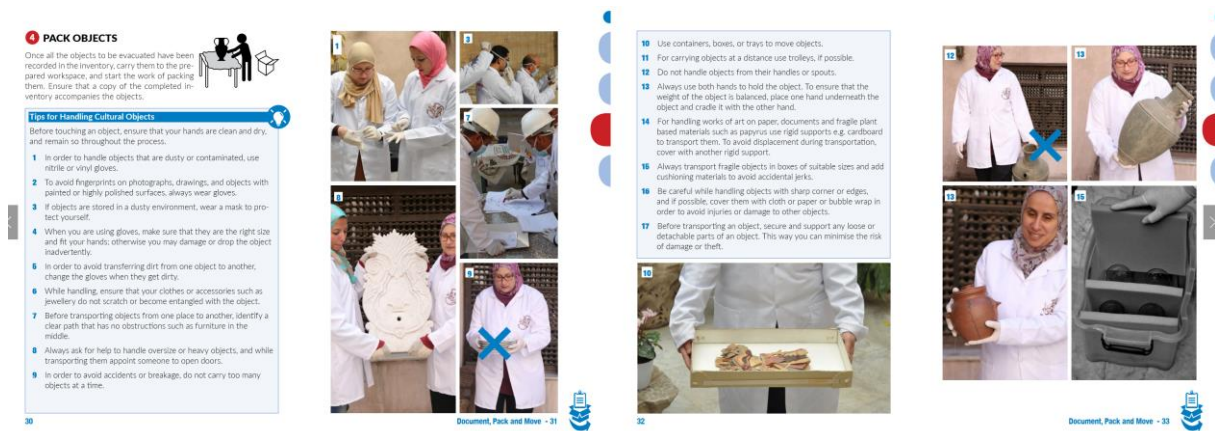 4 PACK OBJECTS
Once all the objects to be evacuated have been
recorded in the inventory, carry them to the pre-
pared workspace, and start the work of packing
them. Ensure that a copy of the completed in-
ventory accompanies the objects.
Tips for Handling Cultural Objects
Before touching an object, ensure that your hands are clean and dry,
and remain so throughout the process.
1 In order to handle objects that are dusty or contaminated, use
nitrile or vinyl gloves.
2 To avoid fingerprints on photographs, drawings, and objects with
painted or highly polished surfaces, always wear gloves.
3 If objects are stored in a dusty environment, wear a mask to pro-
tect yourself.
4 When you are using gloves, make sure that they are the right size
and fit your hands; otherwise you may damage or drop the object
inadvertently.
5 In order to avoid transferring dirt from one object to another,
change the gloves when they get dirty.
6 While handling, ensure that your clothes or accessories such as
jewellery do not scratch or become entangled with the object.
7 Before transporting objects from one place to another, identify a
clear path that has no obstructions such as furniture in the
middle.
8 Always ask for help to handle oversize or heavy objects, and while
transporting them appoint someone to open doors.
9 In order to avoid accidents or breakage, do not carry too many
objects at a time.
30
1
3
7
8
9
Document, Pack and Move - 31
10 Use containers, boxes, or trays to move objects.
11 For carrying objects at a distance use trolleys, if possible.
12 Do not handle objects from their handles or spouts.
13 Always use both hands to hold the object. To ensure that the
weight of the object is balanced, place one hand underneath the
object and cradle it with the other hand.
14 For handling works of art on paper, documents and fragile plant
based materials such as papyrus use rigid supports e.g. cardboard
to transport them. To avoid displacement during transportation,
cover with another rigid support.
15 Always transport fragile objects in boxes of suitable sizes and add
cushioning materials to avoid accidental jerks.
16 Be careful while handling objects with sharp corner or edges,
and if possible, cover them with cloth or paper or bubble wrap in
order to avoid injuries or damage to other objects.
17 Before transporting an object, secure and support any loose or
detachable parts of an object. This way you can minimise the risk
of damage or theft.
10
32
12
13
13
15
Document, Pack and Move - 33